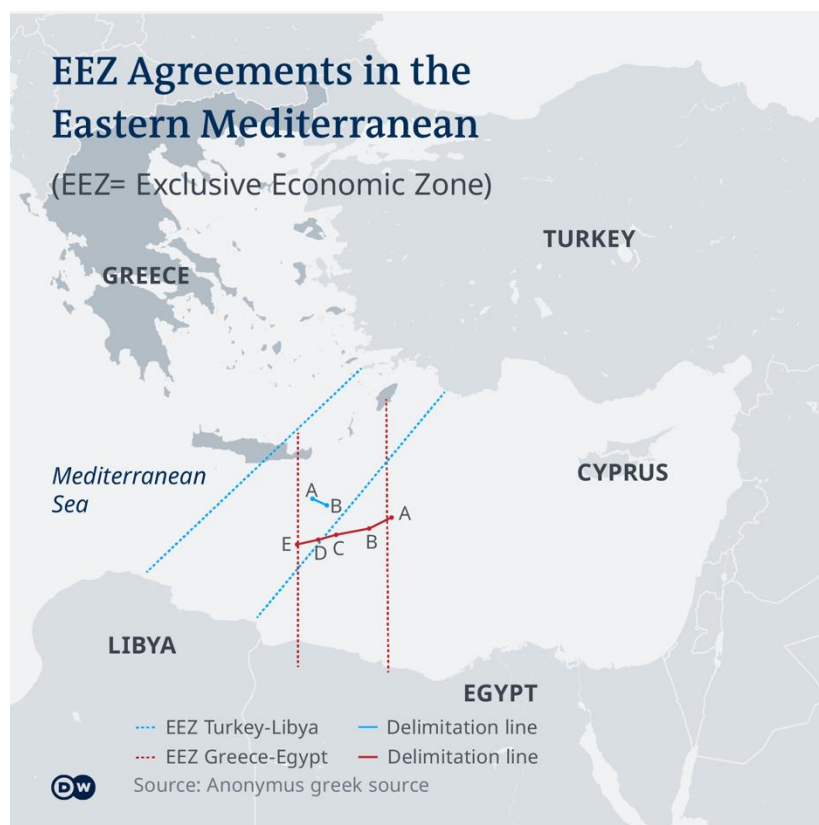 EEZ Agreements in the
Eastern Mediterranean
(EEZ= Exclusive Economic Zone)
TURKEY
GREECE
CYPRUS
Mediterranean
Sea
A
B
A
B
C
D
E
LIBYA
EGYPT
EEZ Turkey-Libya
Delimitation line
EEZ Greece-Egypt
Delimitation line
DW
Source: Anonymus greek source